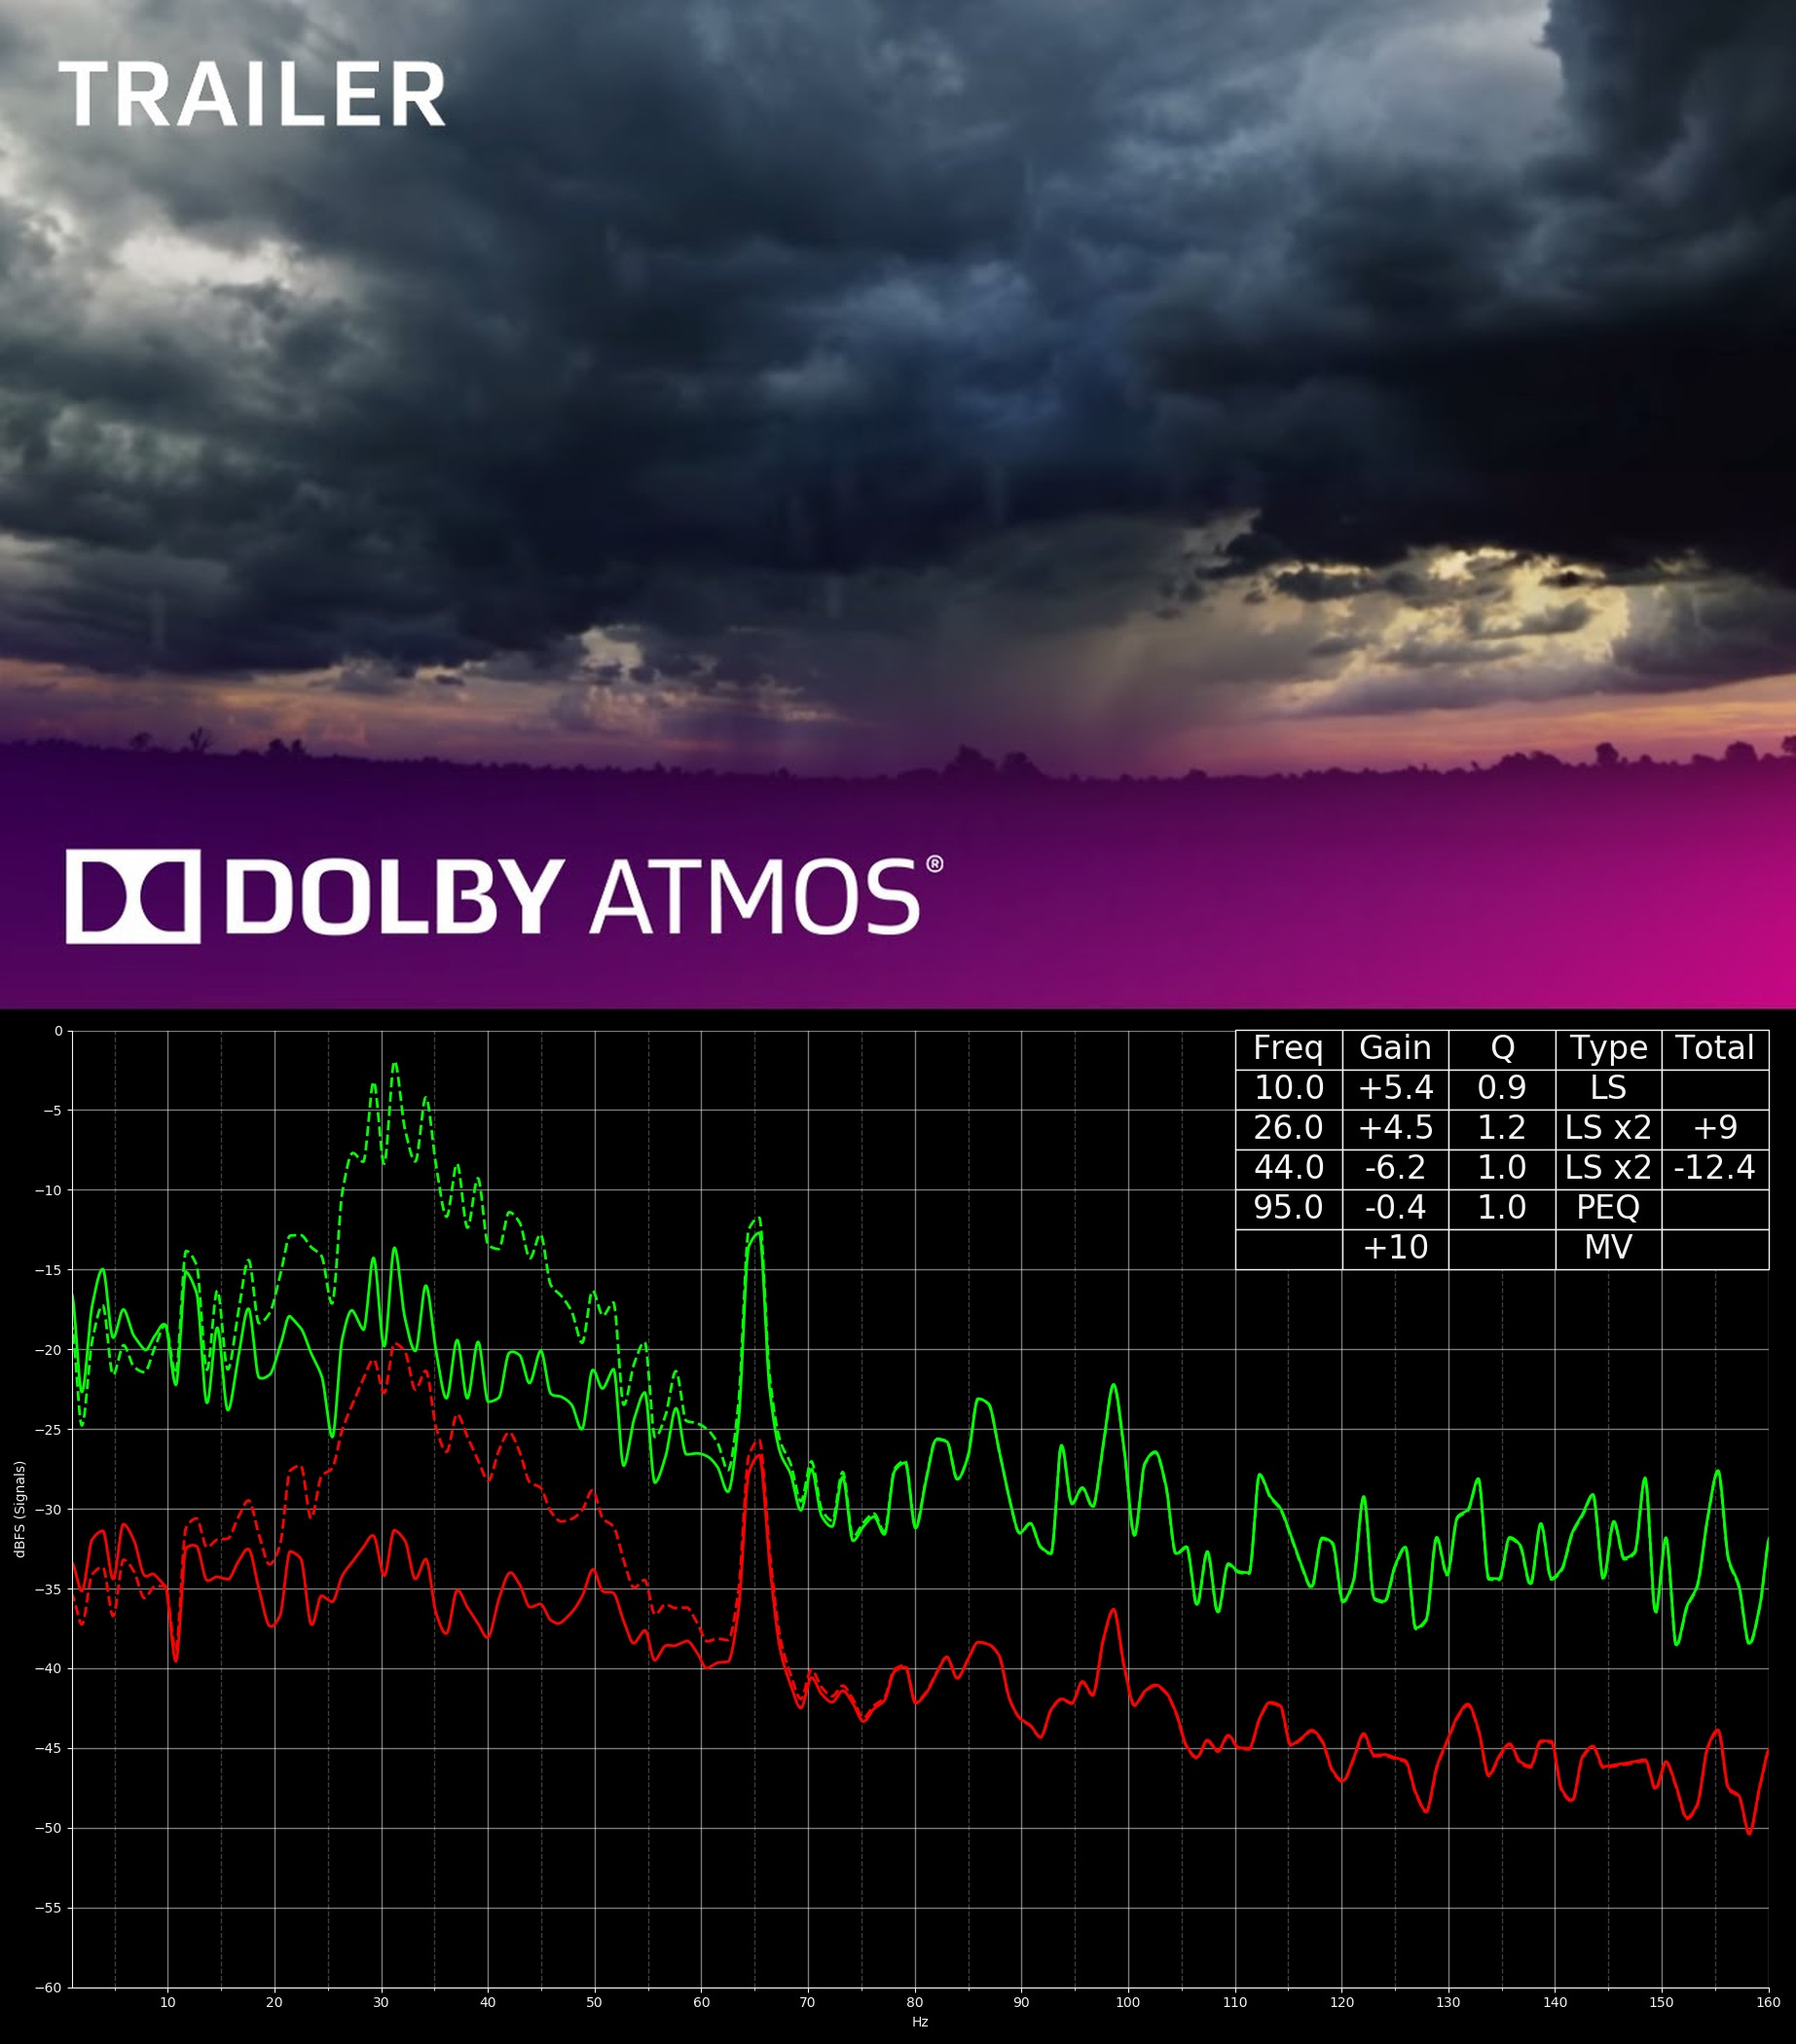 TRAILER
DOLBY ATMOS®
Freq Gain Q Type Total
10.0 +5.4 0.9 LS
26.0 +4.5 1.2 LS x2 +9
44.0 -6.2 1.0 LS x2 -12.4
95.0 -0.4 1.0 PEQ
+10 MV
0
−5
−10
−15
−20
−25
−30
−35
−40
−45
−50
−55
−60
dBFS (Signals)
10 20 30 40 50 60 70 80 90 100 110 120 130 140 150 160
Hz